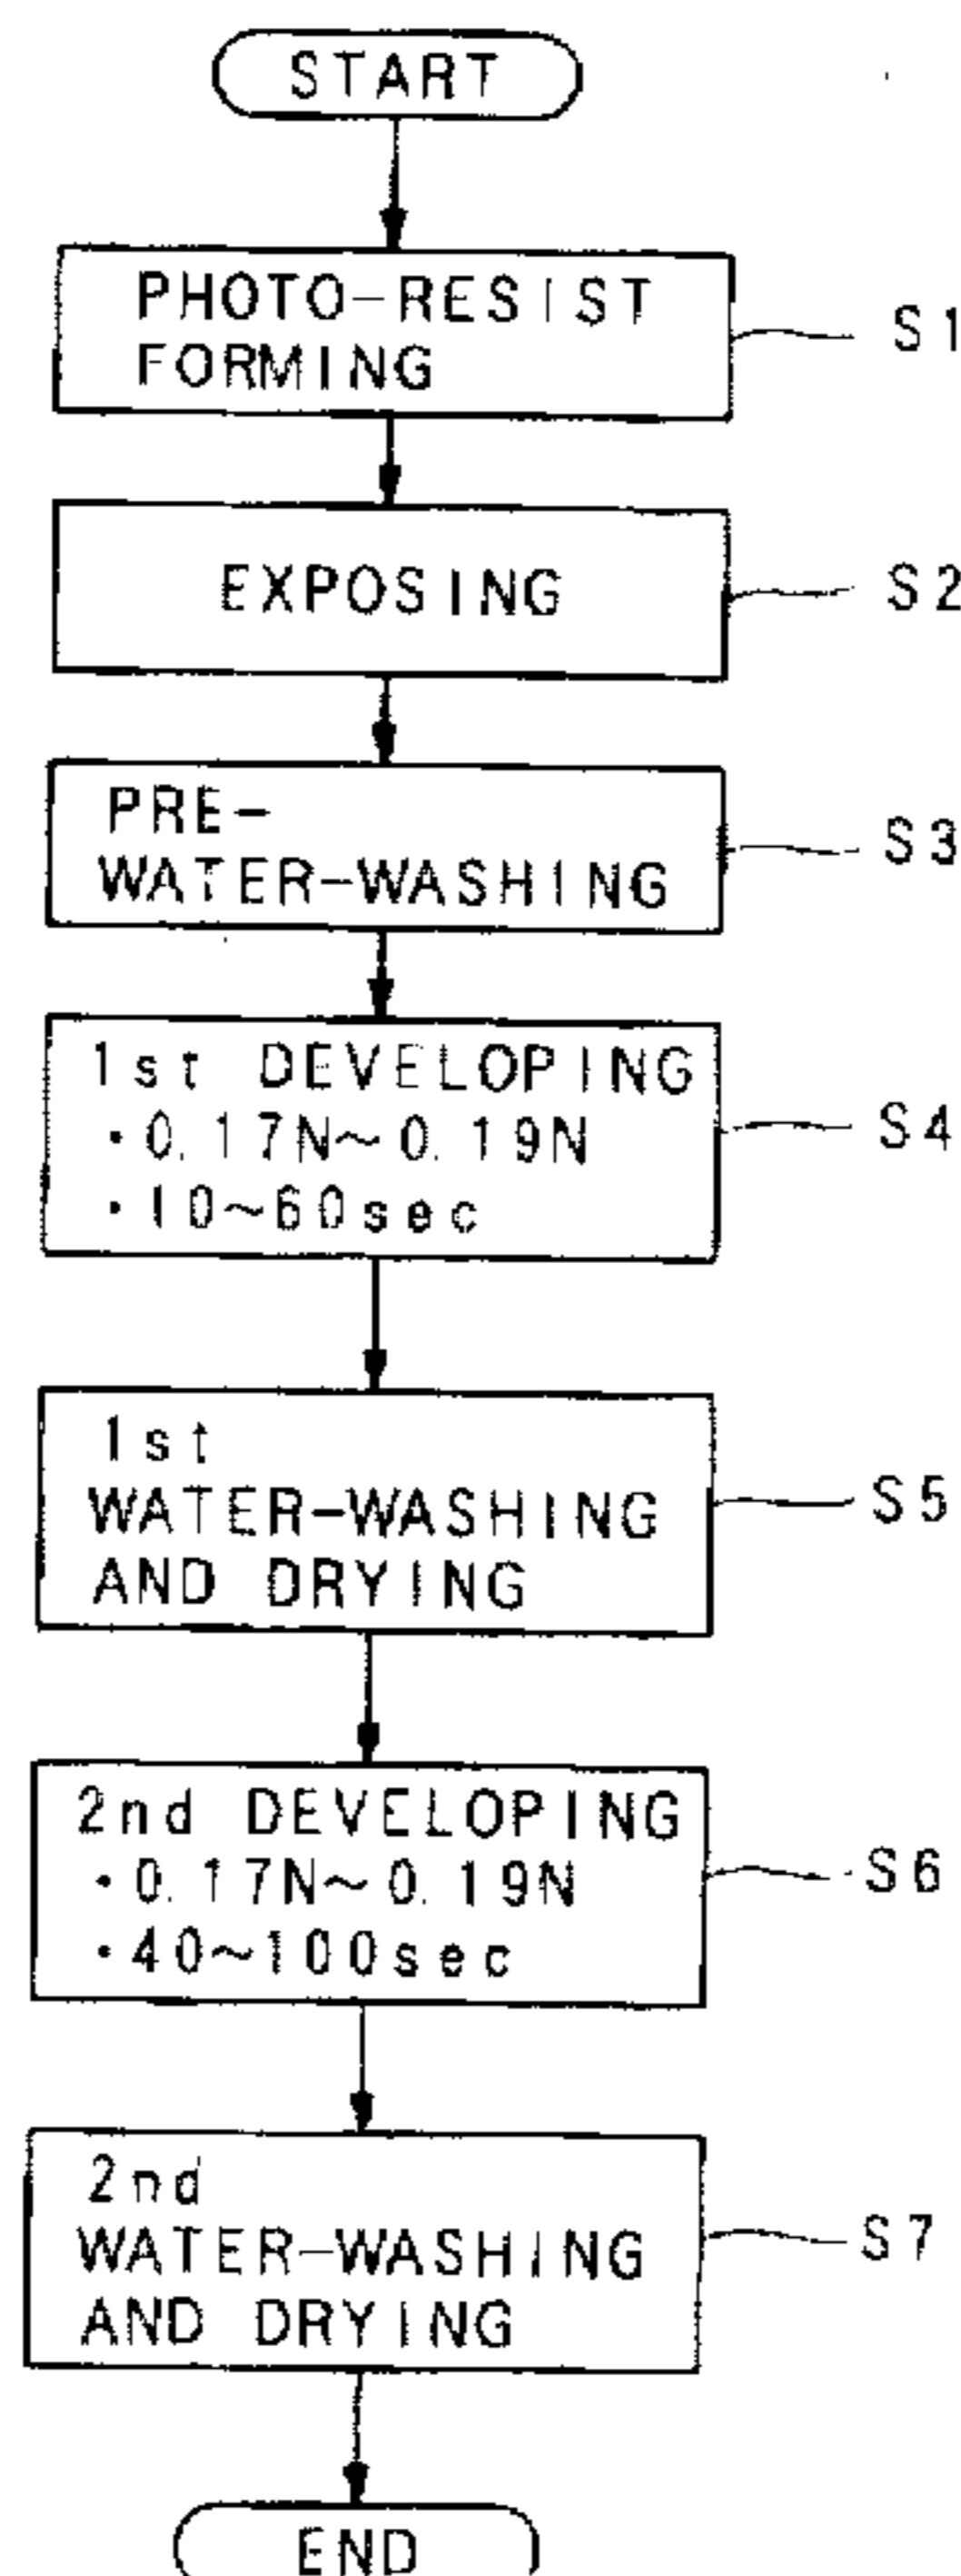 START
PHOTO-RESIST
FORMING
S1
EXPOSING
S2
PRE-
WATER-WASHING
S3
1st DEVELOPING
・0.17N~0.19N
・10~60sec
S4
1st
WATER-WASHING
AND DRYING
S5
2nd DEVELOPING
・0.17N~0.19N
・40~100sec
S6
2nd
WATER-WASHING
AND DRYING
S7
END